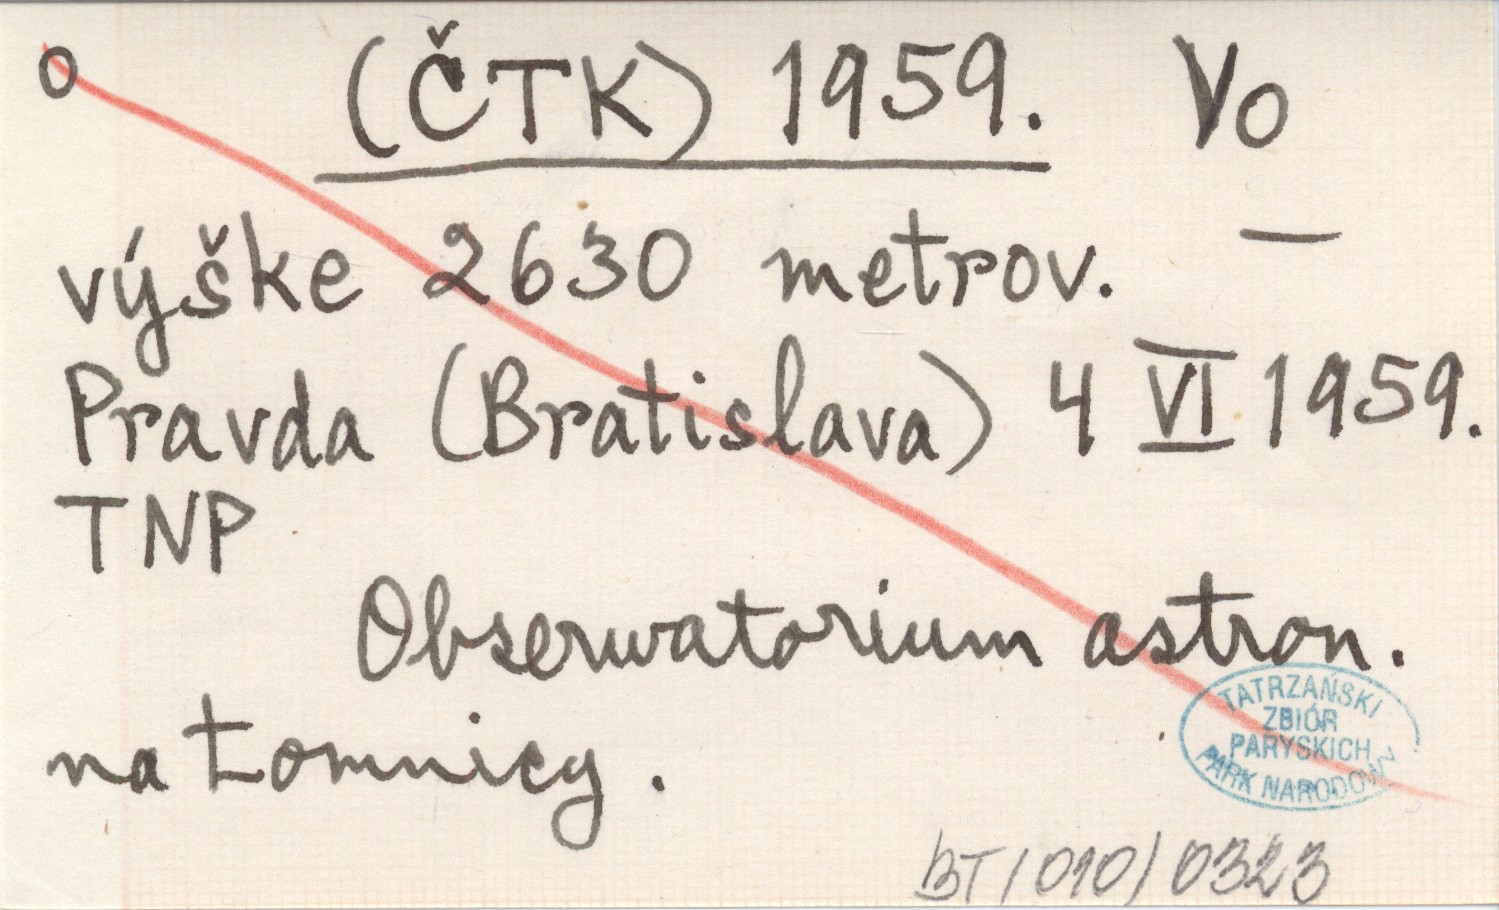 o (ČTK) 1959. Vo
výške 2630 metrov. —
Pravda (Bratislava) 4 VI 1959.
TNP
Obserwatorium astron.
na Łomnicy.
TATRZAŃSKI
ZBIÓR
PARYSKICH
PARK NARODOWY
BT/010/0323